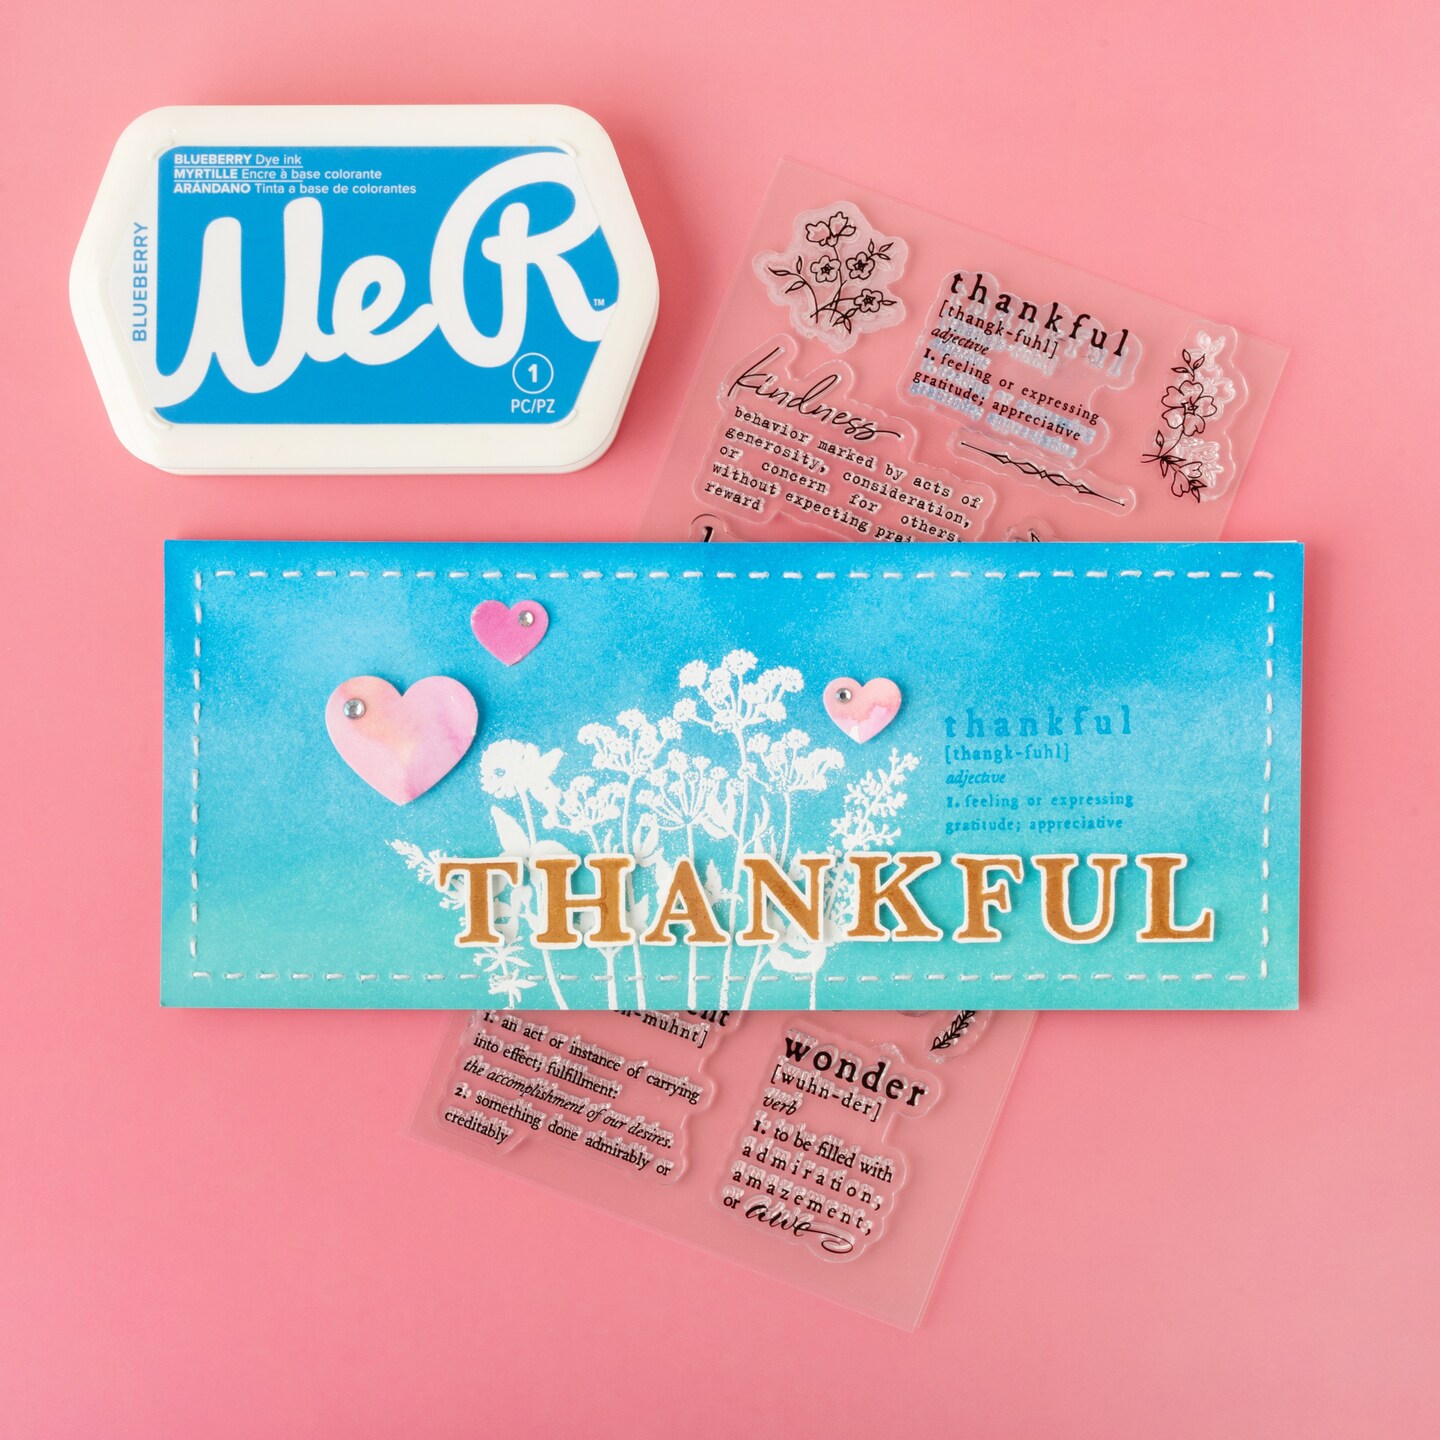 BLUEBERRY Dye ink
MYRTILLE Encre à base colorante
ARÁNDANO Tinta a base de colorantes
BLUEBERRY
WeR™
1
PC/PZ
thankful
[thangk-fuhl]
adjective
1. feeling or expressing
gratitude; appreciative
kindness
behavior marked by acts of
generosity, consideration,
or concern for others,
without expecting
reward
thankful
[thangk-fuhl]
adjective
1. feeling or expressing
gratitude; appreciative
THANKFUL
1. an act or instance of carrying
into effect; fulfillment:
the accomplishment of our desires.
2. something done admirably or
creditably
wonder
[wuhn-der]
verb
1. to be filled with
admiration,
amazement,
or awe